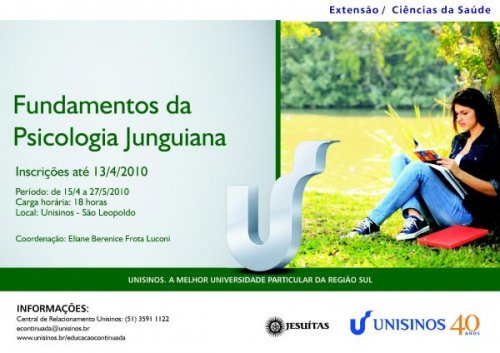 Extensão / Ciências da Saúde
Fundamentos da
Psicologia Junguiana
Inscrições até 13/4/2010
Período: de 15/4 a 27/5/2010
Carga horária: 18 horas
Local: Unisinos - São Leopoldo
Coordenação: Eliane Berenice Frota Luconi
UNISINOS. A MELHOR UNIVERSIDADE PARTICULAR DA REGIÃO SUL
INFORMAÇÕES:
Central de Relacionamento Unisinos: (51) 3591 1122
econtinuada@unisinos.br
www.unisinos.br/educacaocontinuada
JESUÍTAS
UNISINOS 40 ANOS